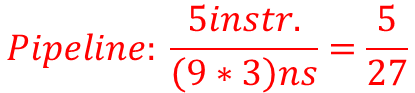 Pipeline: 5instr. / (9 * 3)ns = 5 / 27